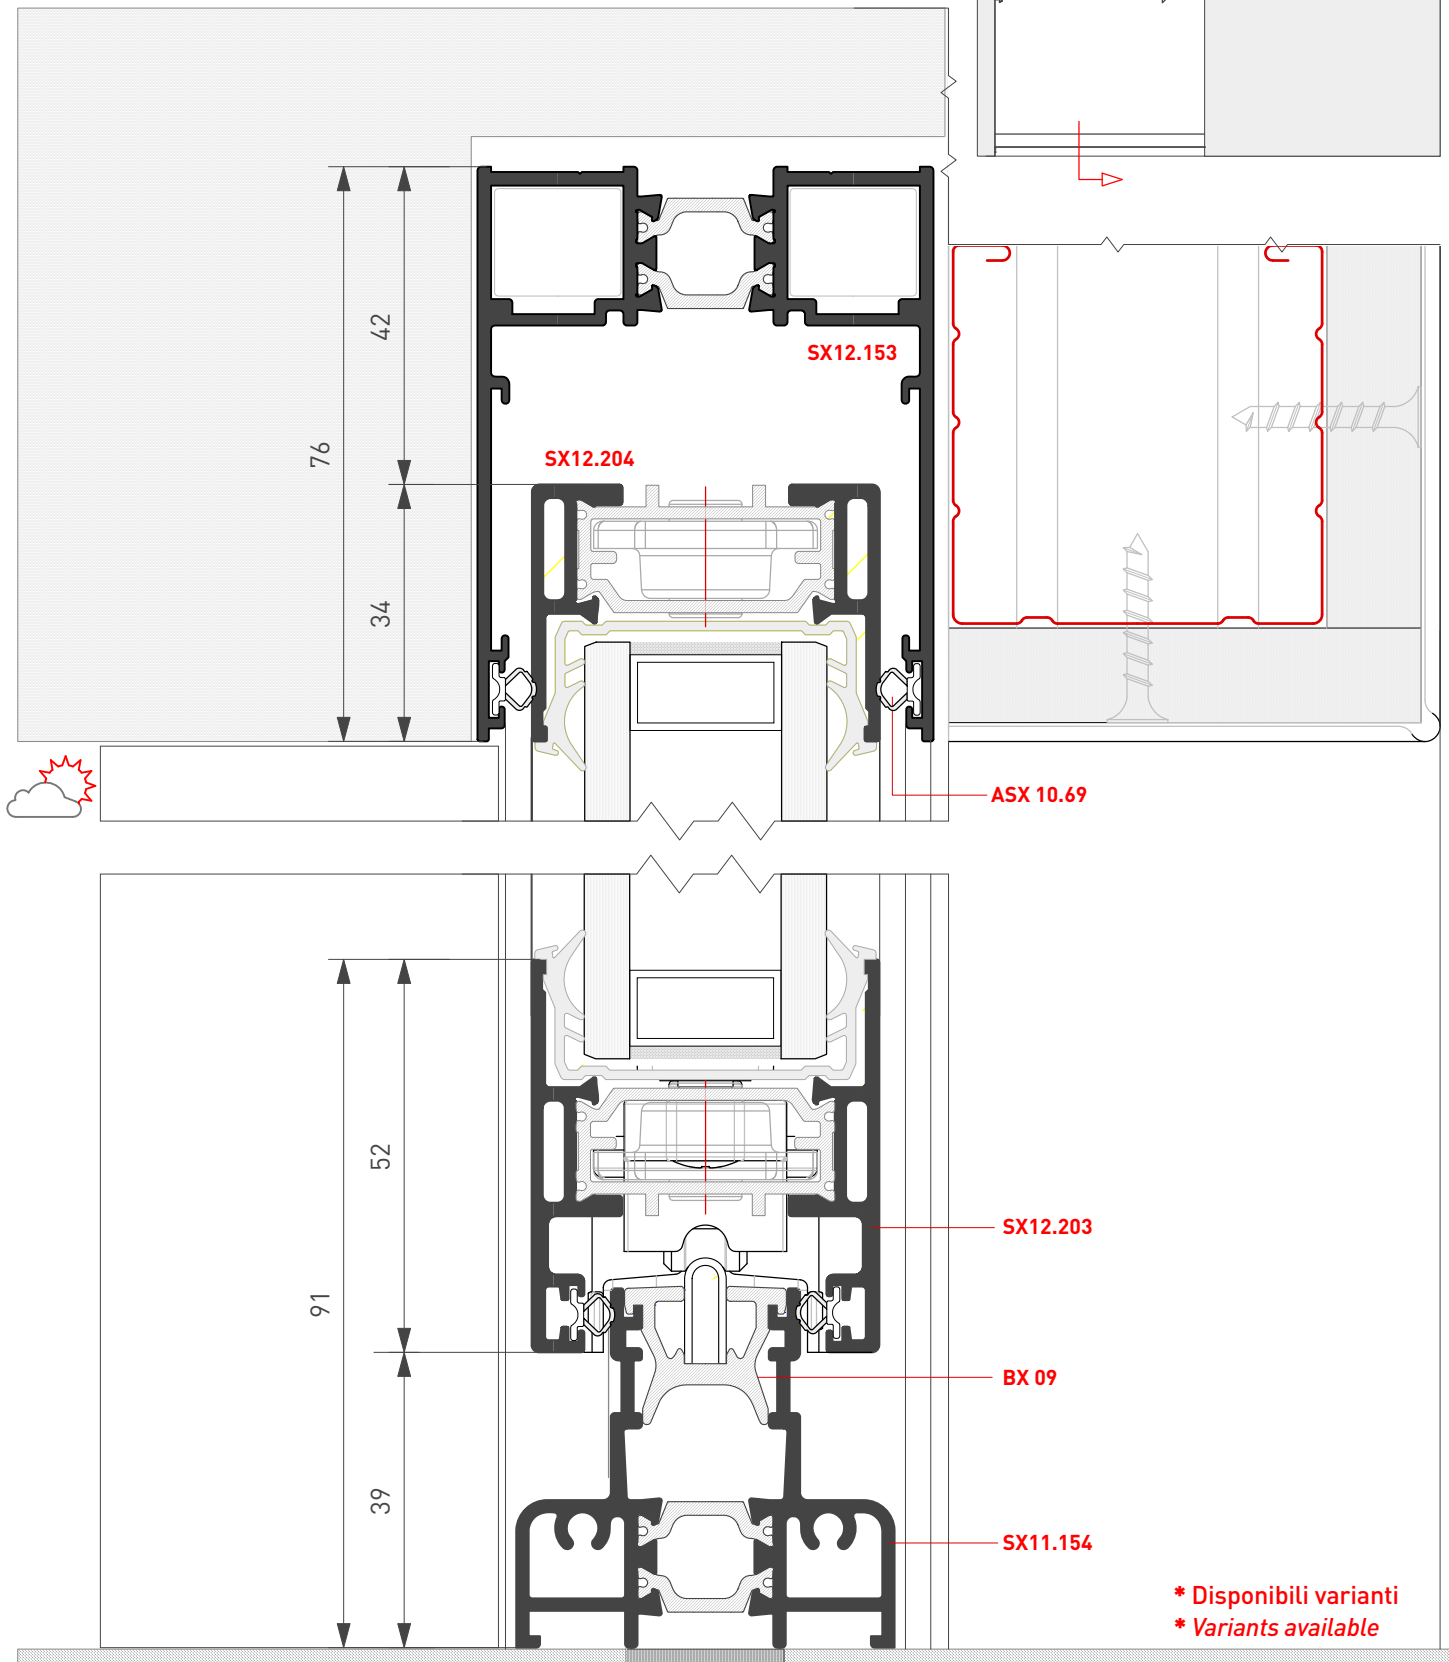 42
SX12.153
76
SX12.204
34
ASX 10.69
52
SX12.203
91
BX 09
39
SX11.154
* Disponibili varianti
* Variants available